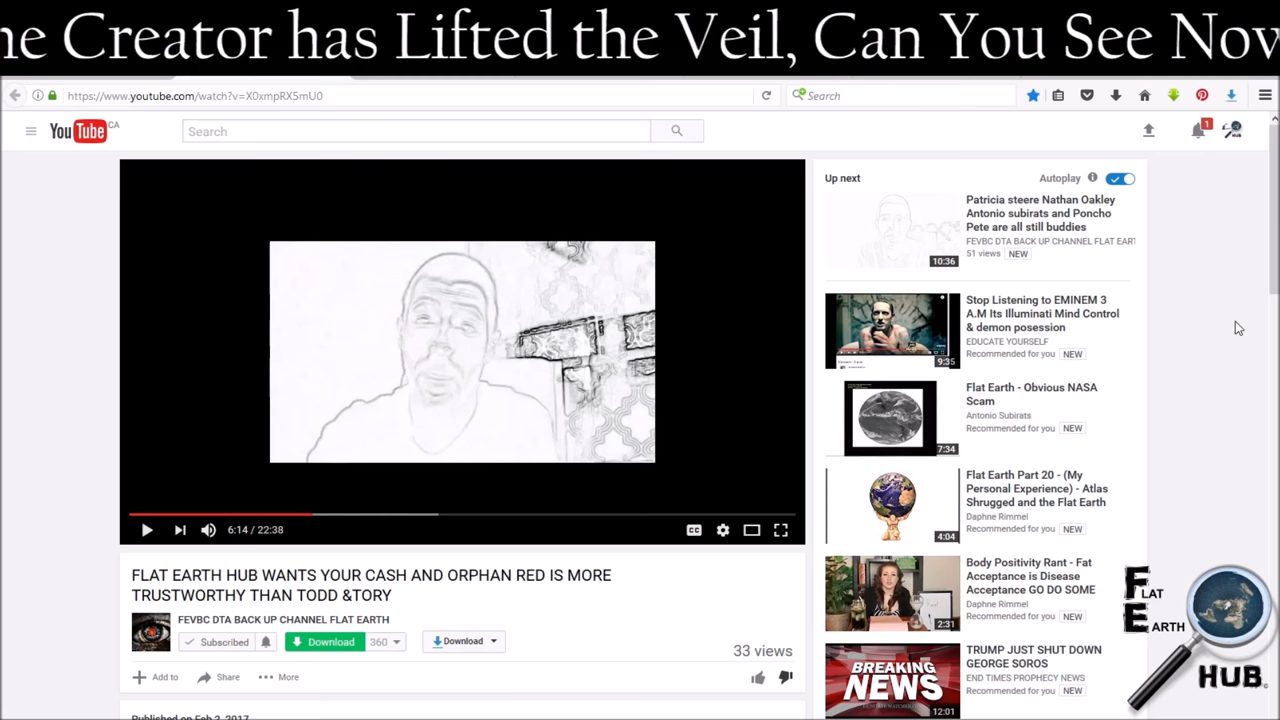 he Creator has Lifted the Veil, Can You See Now
https://www.youtube.com/watch?v=X0xmpRX5mU0
Search
YouTube CA
Search
1
HUB
Up next
Autoplay
Patricia steere Nathan Oakley
Antonio subirats and Poncho
Pete are all still buddies
FEVBC DTA BACK UP CHANNEL FLAT EART
51 views NEW
10:36
Stop Listening to EMINEM 3
A.M Its Illuminati Mind Control
& demon posession
EDUCATE YOURSELF
Recommended for you NEW
9:35
Flat Earth - Obvious NASA
Scam
Antonio Subirats
Recommended for you NEW
7:34
Flat Earth Part 20 - (My
Personal Experience) - Atlas
Shrugged and the Flat Earth
Daphne Rimmel
Recommended for you NEW
4:04
Body Positivity Rant - Fat
Acceptance is Disease
Acceptance GO DO SOME
Daphne Rimmel
Recommended for you NEW
2:31
TRUMP JUST SHUT DOWN
GEORGE SOROS
END TIMES PROPHECY NEWS
Recommended for you NEW
BREAKING
NEWS
12:01
6:14 / 22:38
CC
FLAT EARTH HUB WANTS YOUR CASH AND ORPHAN RED IS MORE
TRUSTWORTHY THAN TODD &TORY
FEVBC DTA BACK UP CHANNEL FLAT EARTH
Subscribed
Download 360
Download
33 views
Add to
Share
More
Published on Feb 2, 2017
FLAT
EARTH
HUB